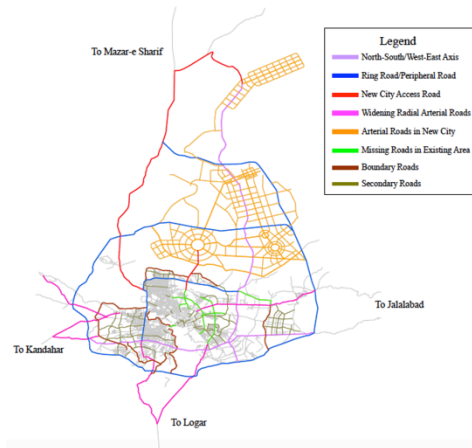 To Mazar-e Sharif
Legend
North-South/West-East Axis
Ring Road/Peripheral Road
New City Access Road
Widening Radial Arterial Roads
Arterial Roads in New City
Missing Roads in Existing Area
Boundary Roads
Secondary Roads
To Jalalabad
To Kandahar
To Logar